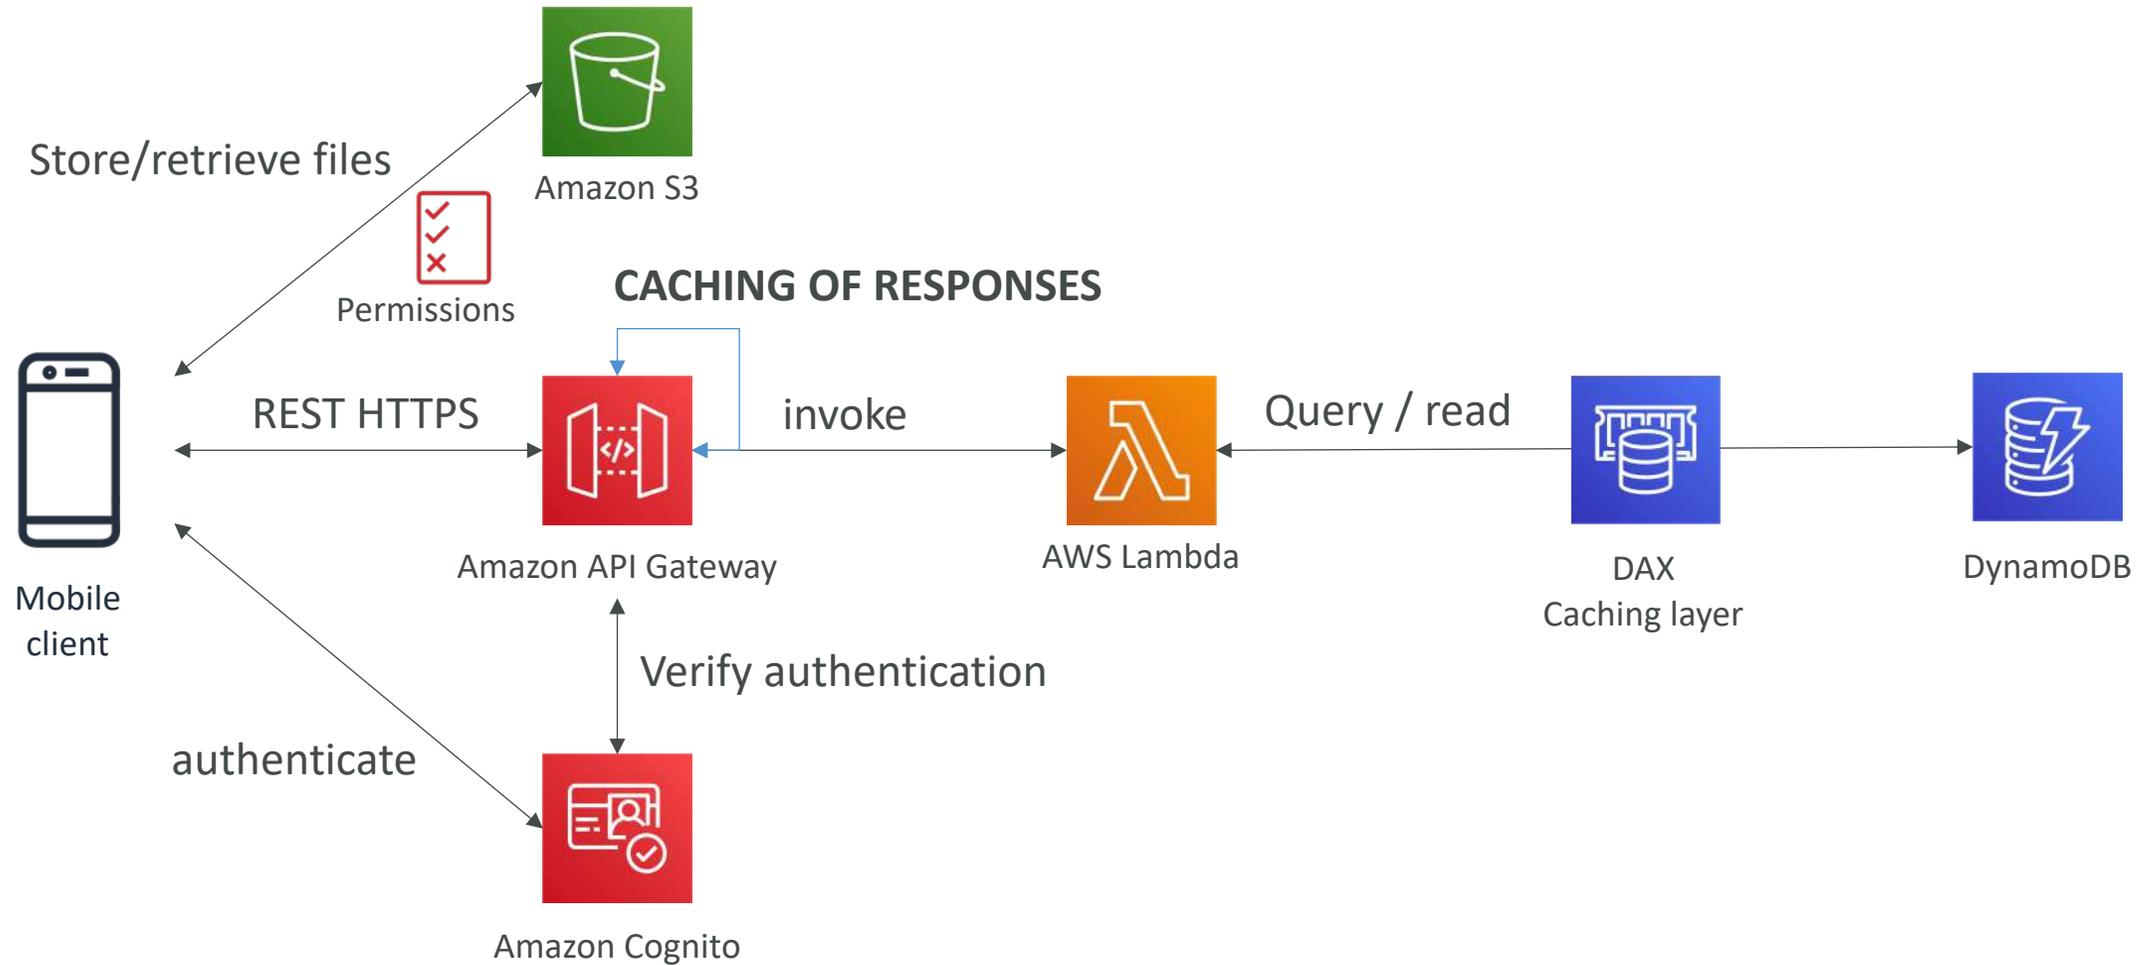 Store/retrieve files
Amazon S3
Permissions
CACHING OF RESPONSES
REST HTTPS
invoke
Query / read
</>
Mobile
client
Amazon API Gateway
AWS Lambda
DAX
Caching layer
DynamoDB
Verify authentication
authenticate
Amazon Cognito